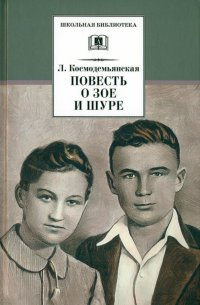 ШКОЛЬНАЯ БИБЛИОТЕКА
Л. Космодемьянская
ПОВЕСТЬ
О ЗОЕ
И ШУРЕ